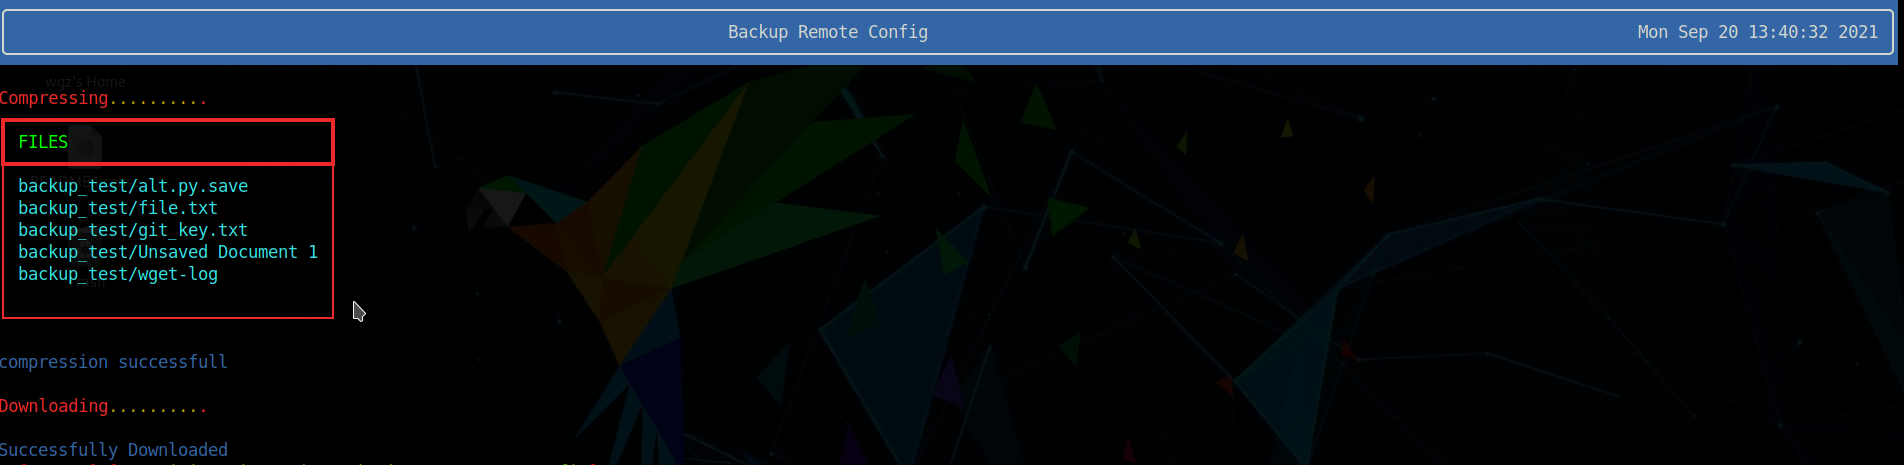 Backup Remote Config Mon Sep 20 13:40:32 2021
wgz's Home
Compressing..........
FILES
backup_test/alt.py.save
backup_test/file.txt
backup_test/git_key.txt
backup_test/Unsaved Document 1
backup_test/wget-log
compression successfull
Downloading..........
Successfully Downloaded